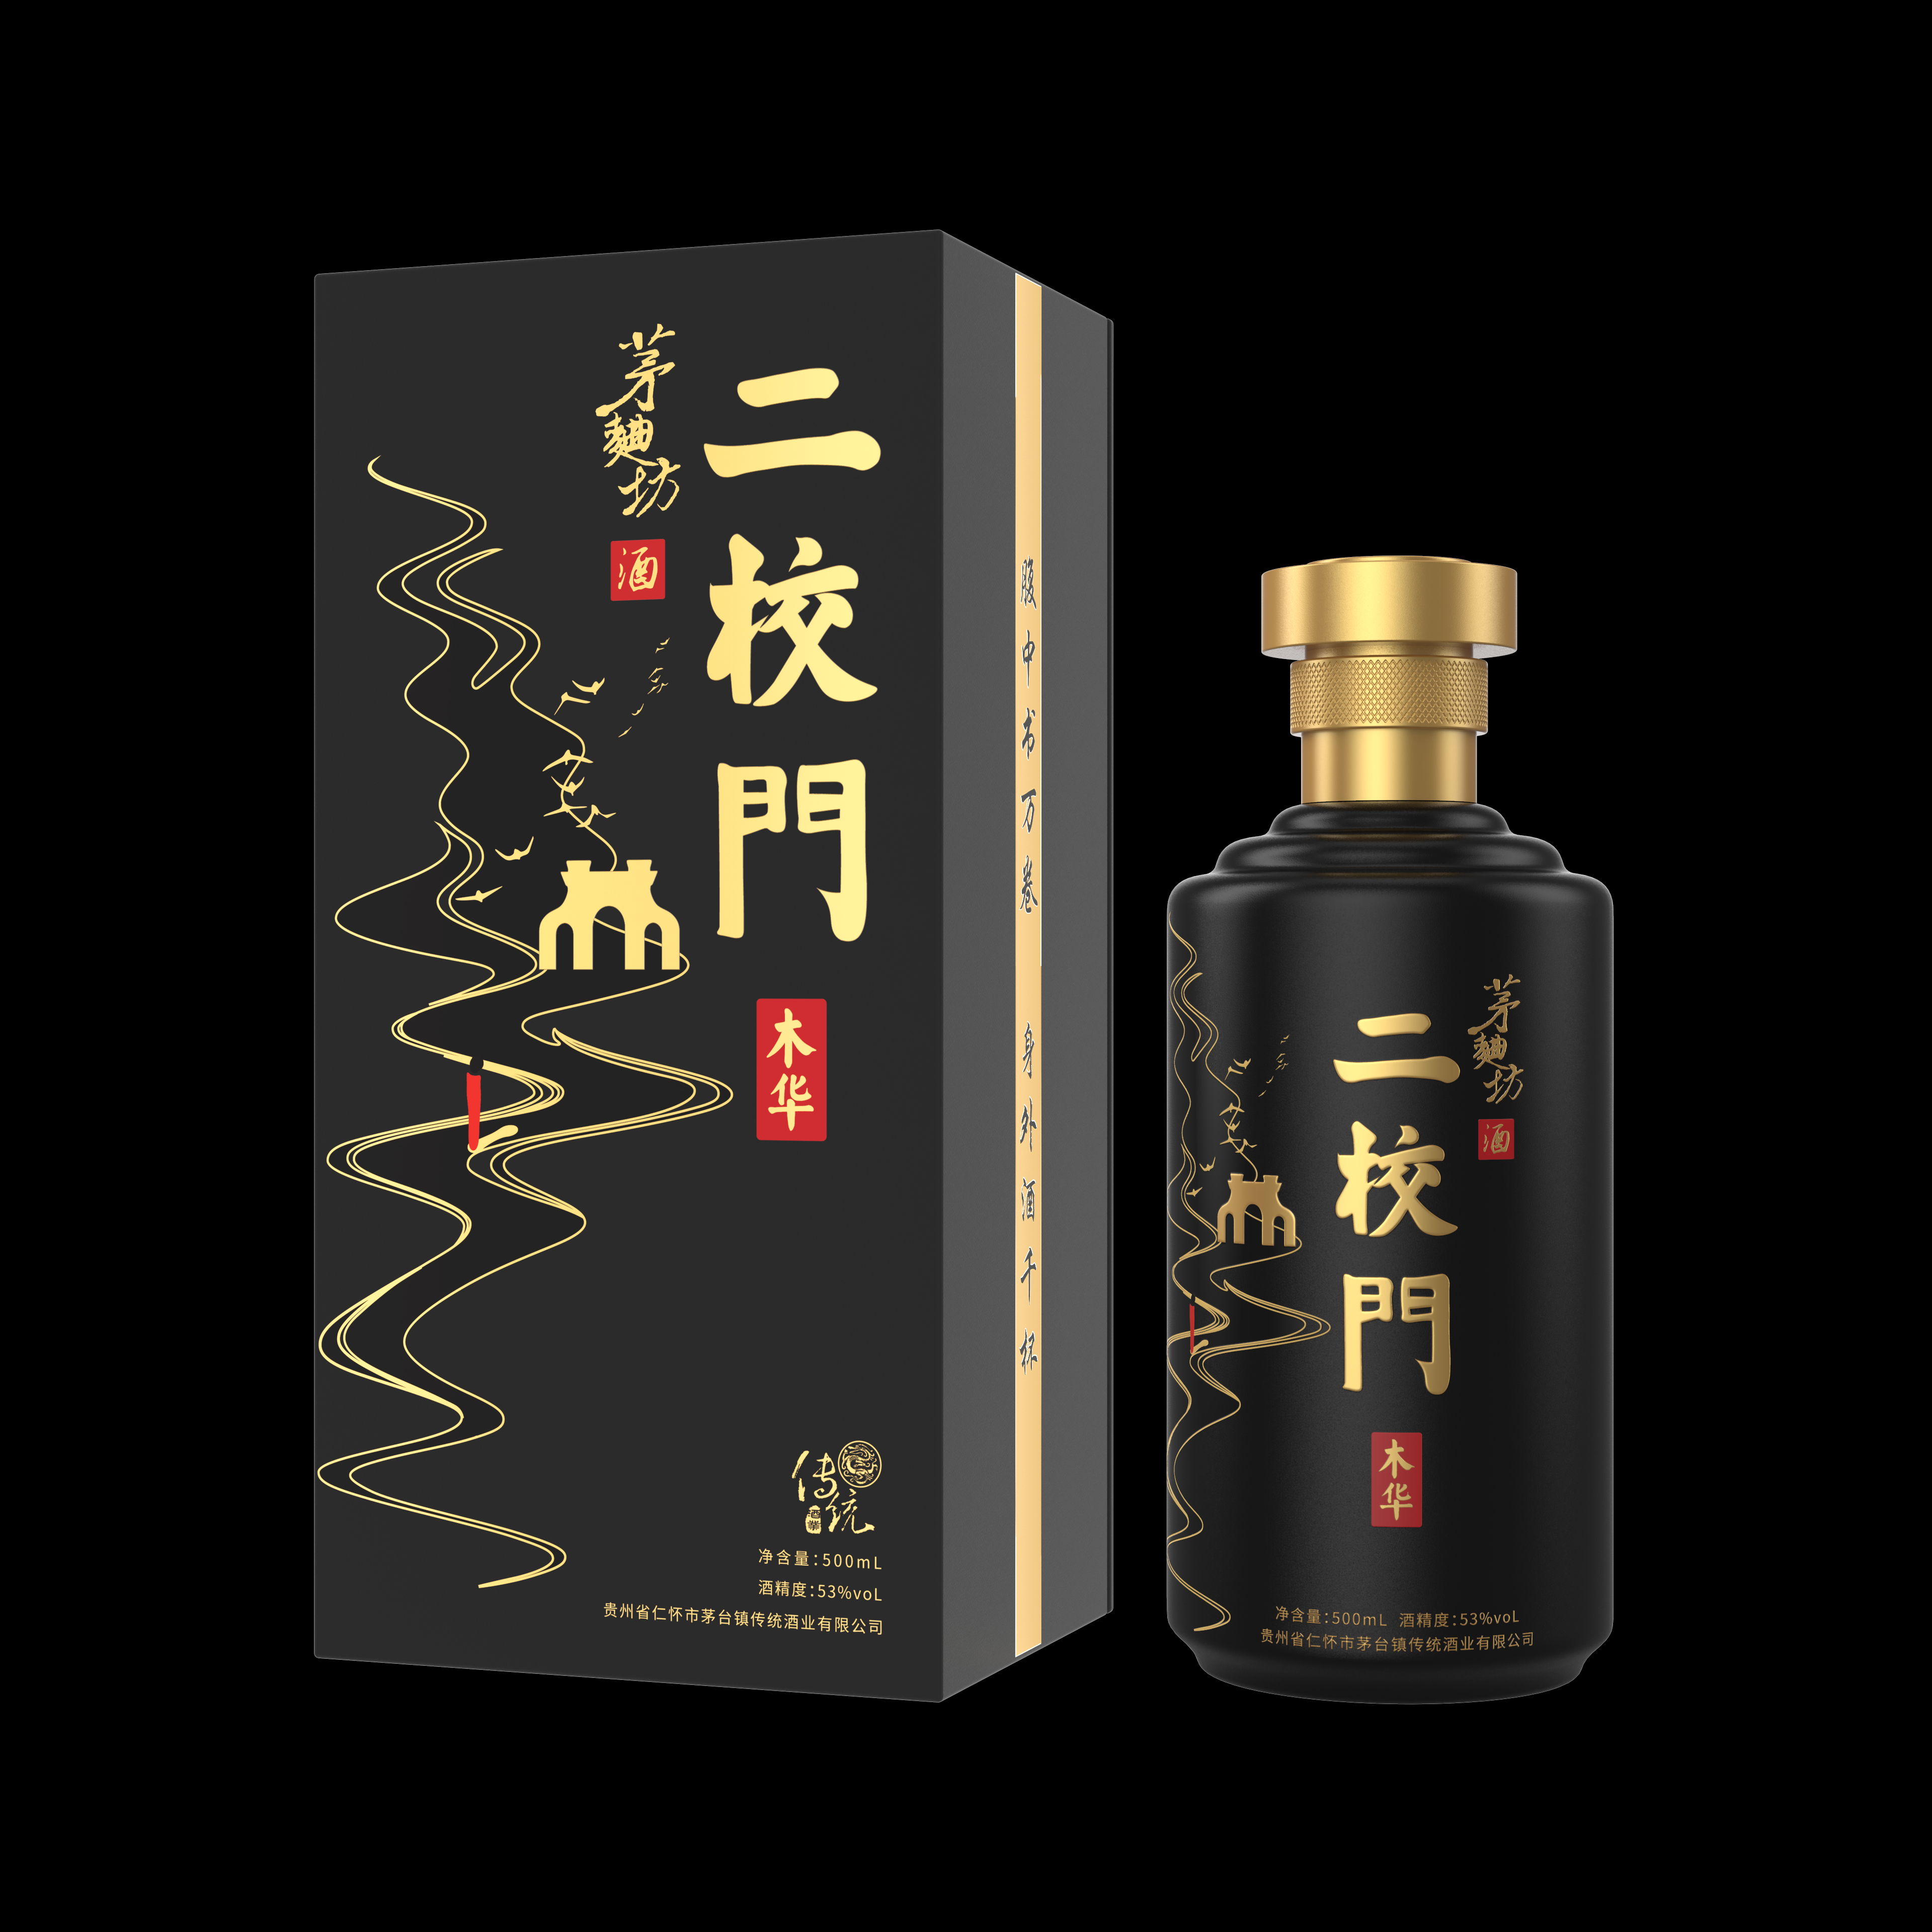 茅麯坊
酒
二校門
木华
传统
净含量:500mL
酒精度:53%voL
贵州省仁怀市茅台镇传统酒业有限公司
腹中书万卷 身外酒千杯
茅麯坊
酒
二校門
木华
净含量:500mL 酒精度:53%voL
贵州省仁怀市茅台镇传统酒业有限公司